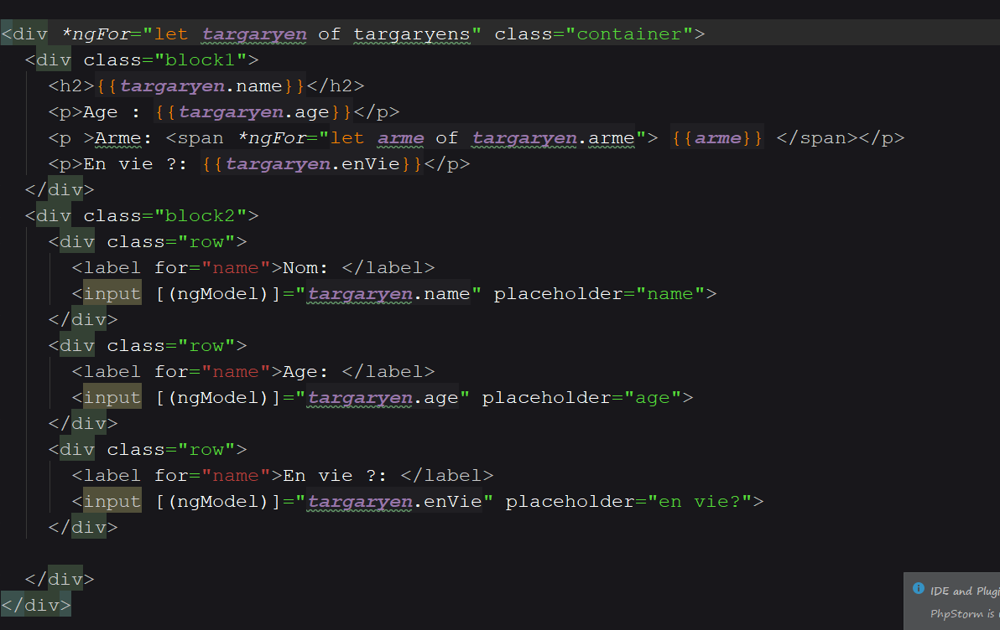 <div *ngFor="let targaryen of targaryens" class="container">
<div class="block1">
<h2>{{targaryen.name}}</h2>
<p>Age : {{targaryen.age}}</p>
<p >Arme: <span *ngFor="let arme of targaryen.arme"> {{arme}} </span></p>
<p>En vie ?: {{targaryen.enVie}}</p>
</div>
<div class="block2">
<div class="row">
<label for="name">Nom: </label>
<input [(ngModel)]="targaryen.name" placeholder="name">
</div>
<div class="row">
<label for="name">Age: </label>
<input [(ngModel)]="targaryen.age" placeholder="age">
</div>
<div class="row">
<label for="name">En vie ?: </label>
<input [(ngModel)]="targaryen.enVie" placeholder="en vie?">
</div>
</div>
</div>
IDE and Plugi
PhpStorm is